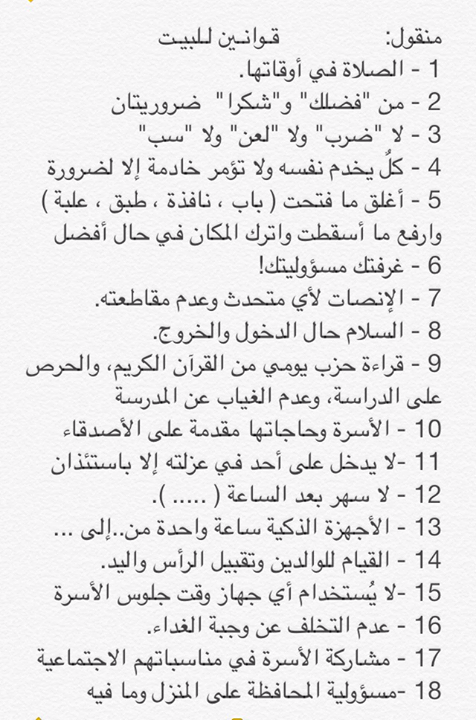 منقول: قوانين للبيت
1 - الصلاة في أوقاتها.
2 - من "فضلك" و"شكرا" ضروريتان
3 - لا "ضرب" ولا "لعن" ولا "سب"
4 - كلٌ يخدم نفسه ولا تؤمر خادمة إلا لضرورة
5 - أغلق ما فتحت ( باب ، نافذة ، طبق ، علبة )
وارفع ما أسقطت واترك المكان في حال أفضل
6 - غرفتك مسؤوليتك!
7 - الإنصات لأي متحدث وعدم مقاطعته.
8 - السلام حال الدخول والخروج.
9 - قراءة حزب يومي من القرآن الكريم، والحرص
على الدراسة، وعدم الغياب عن المدرسة
10 - الأسرة وحاجاتها مقدمة على الأصدقاء
11 -لا يدخل على أحد في عزلته إلا باستئذان
12 - لا سهر بعد الساعة ( ..... ).
13 - الأجهزة الذكية ساعة واحدة من..إلى ...
14 - القيام للوالدين وتقبيل الرأس واليد.
15 -لا يُستخدام أي جهاز وقت جلوس الأسرة
16 - عدم التخلف عن وجبة الغداء.
17 - مشاركة الأسرة في مناسباتهم الاجتماعية
18 -مسؤولية المحافظة على المنزل وما فيه